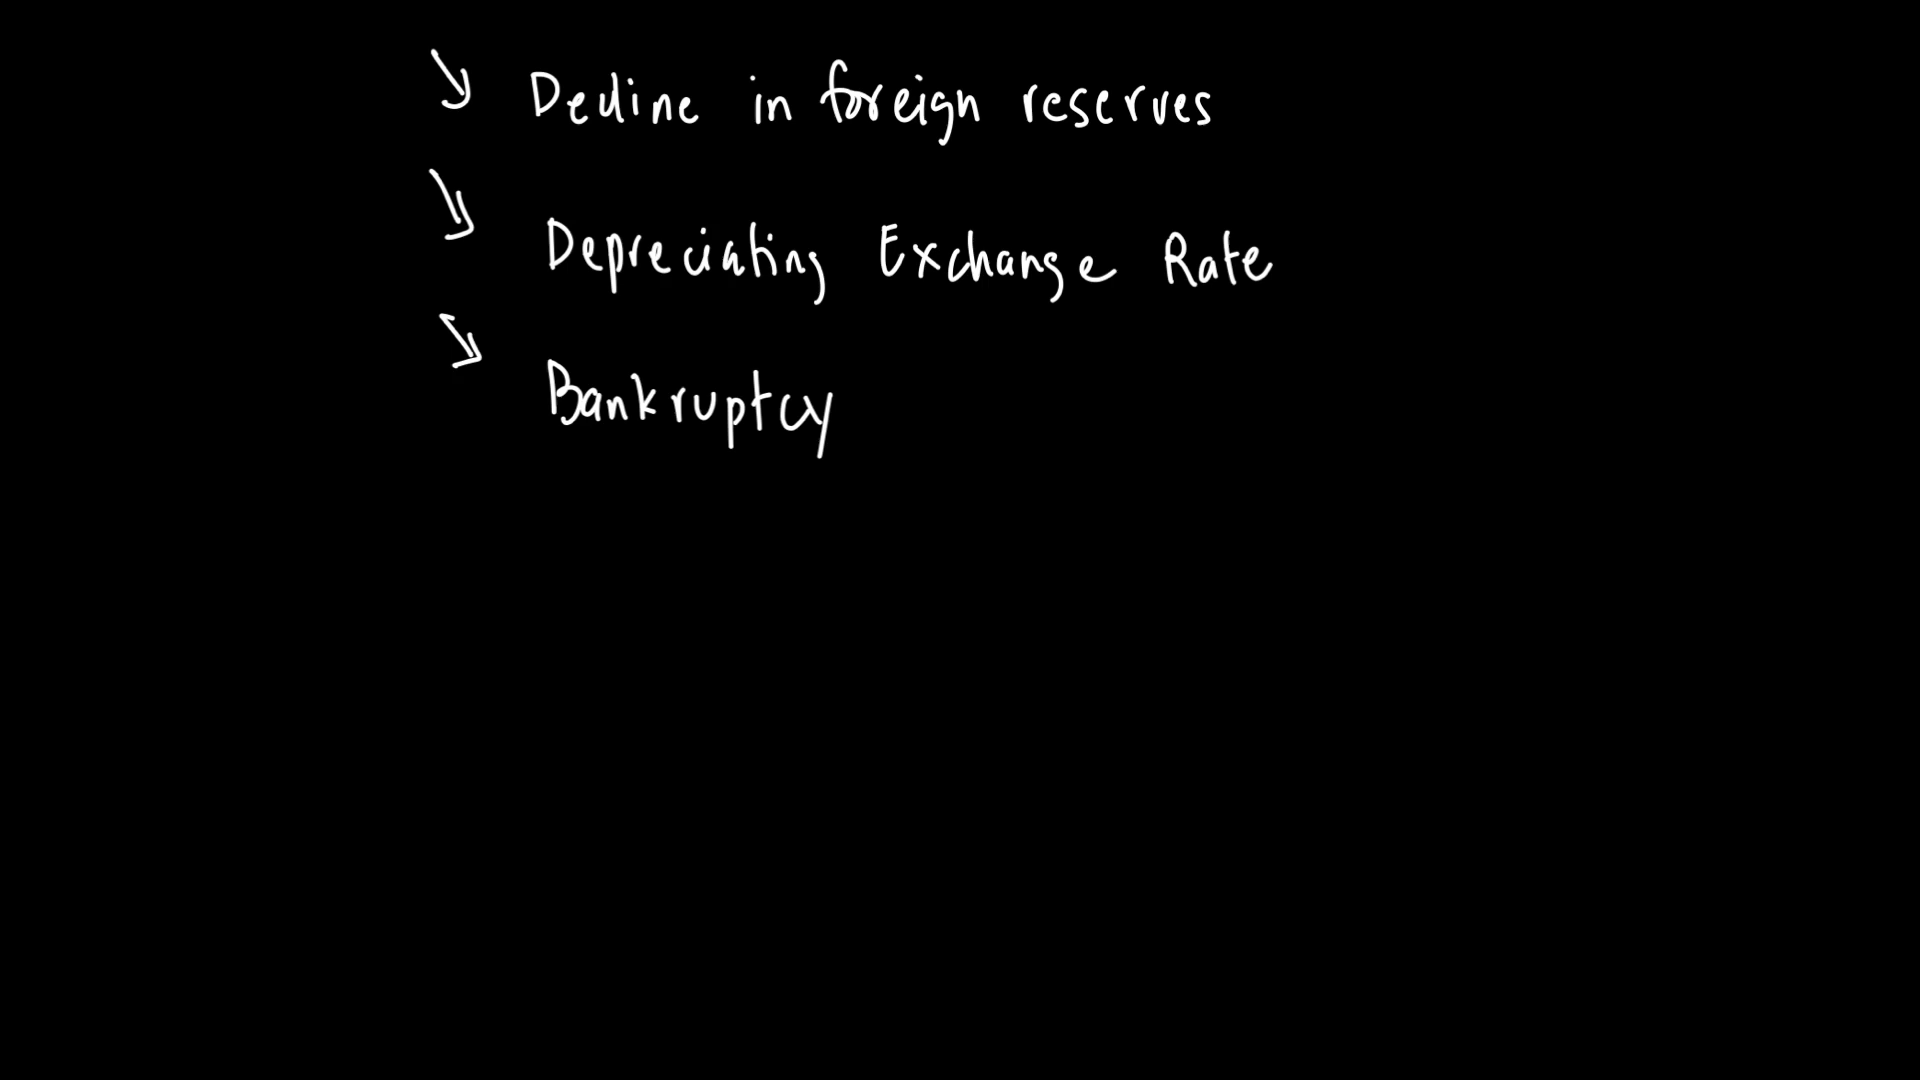 ↘ Decline in foreign reserves
↘ Depreciating Exchange Rate
↘ Bankruptcy